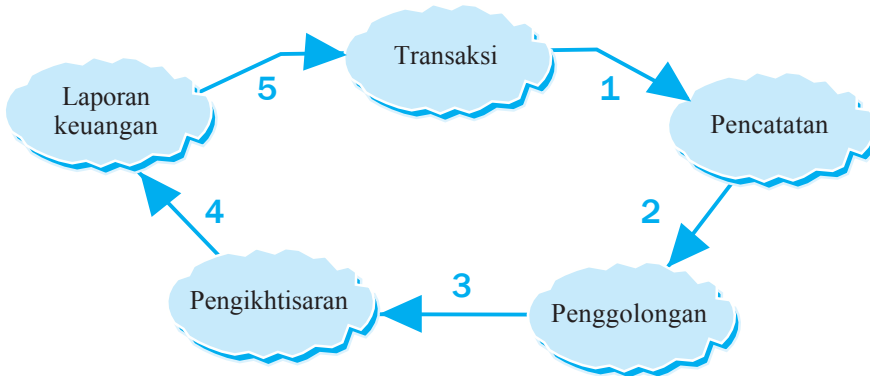 Transaksi
1
Pencatatan
2
Penggolongan
3
Pengikhtisaran
4
Laporan
keuangan
5